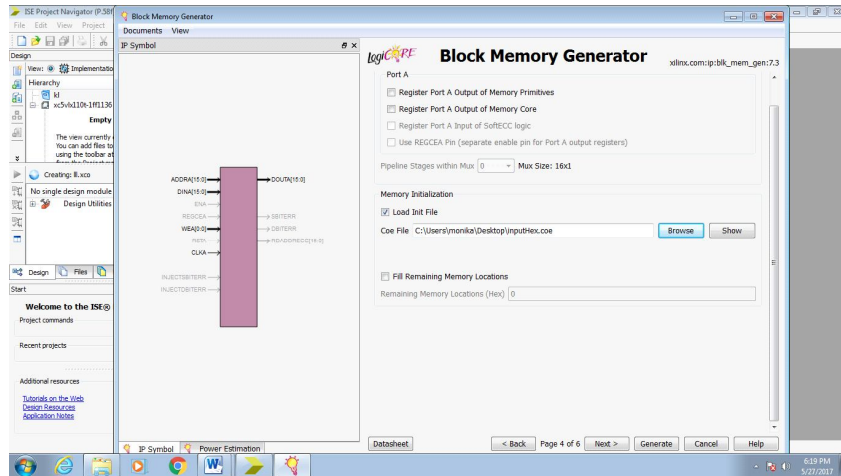 ISE Project Navigator (P.58f
File Edit View Project
Design
View: Implementatio
Hierarchy
kl
xc5vlx110t-1ff1136
Empty
The view currently
You can add files to
using the toolbar at
Creating: ll.xco
No single design module
Design Utilities
Design Files
Start
Welcome to the ISE®
Project commands
Recent projects
Additional resources
Tutorials on the Web
Design Resources
Application Notes
Block Memory Generator
Documents View
IP Symbol
ADDRA[15:0]
DINA[15:0]
ENA
REGCEA
WEA[0:0]
RSTA
CLKA
INJECTSBITERR
INJECTDBITERR
DOUTA[15:0]
SBITERR
DBITERR
RDADDRECC[15:0]
IP Symbol Power Estimation
LogiCORE
Block Memory Generator
xilinx.com:ip:blk_mem_gen:7.3
Port A
Register Port A Output of Memory Primitives
Register Port A Output of Memory Core
Register Port A Input of SoftECC logic
Use REGCEA Pin (separate enable pin for Port A output registers)
Pipeline Stages within Mux 0 Mux Size: 16x1
Memory Initialization
Load Init File
Coe File C:\Users\monika\Desktop\inputHex.coe Browse Show
Fill Remaining Memory Locations
Remaining Memory Locations (Hex) 0
Datasheet < Back Page 4 of 6 Next > Generate Cancel Help
6:19 PM
5/27/2017